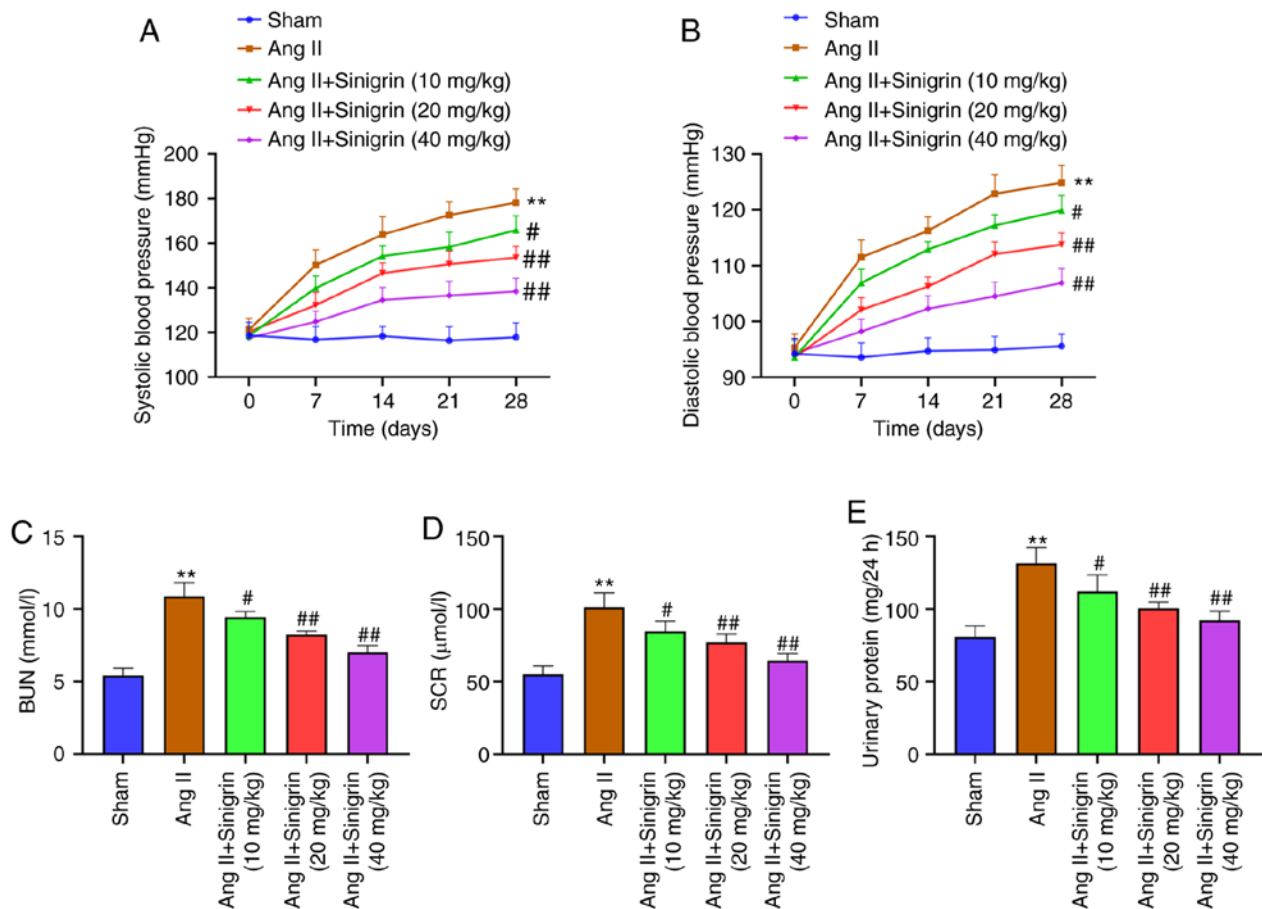 A
Sham
Ang II
Ang II+Sinigrin (10 mg/kg)
Ang II+Sinigrin (20 mg/kg)
Ang II+Sinigrin (40 mg/kg)
Systolic blood pressure (mmHg)
200
180
160
140
120
100
**
#
##
##
0 7 14 21 28
Time (days)
B
Sham
Ang II
Ang II+Sinigrin (10 mg/kg)
Ang II+Sinigrin (20 mg/kg)
Ang II+Sinigrin (40 mg/kg)
Diastolic blood pressure (mmHg)
130
120
110
100
90
**
#
##
##
0 7 14 21 28
Time (days)
C
BUN (mmol/l)
15
10
5
0
**
#
##
##
Sham
Ang II
Ang II+Sinigrin
(10 mg/kg)
Ang II+Sinigrin
(20 mg/kg)
Ang II+Sinigrin
(40 mg/kg)
D
SCR (μmol/l)
150
100
50
0
**
#
##
##
Sham
Ang II
Ang II+Sinigrin
(10 mg/kg)
Ang II+Sinigrin
(20 mg/kg)
Ang II+Sinigrin
(40 mg/kg)
E
Urinary protein (mg/24 h)
150
100
50
0
**
#
##
##
Sham
Ang II
Ang II+Sinigrin
(10 mg/kg)
Ang II+Sinigrin
(20 mg/kg)
Ang II+Sinigrin
(40 mg/kg)